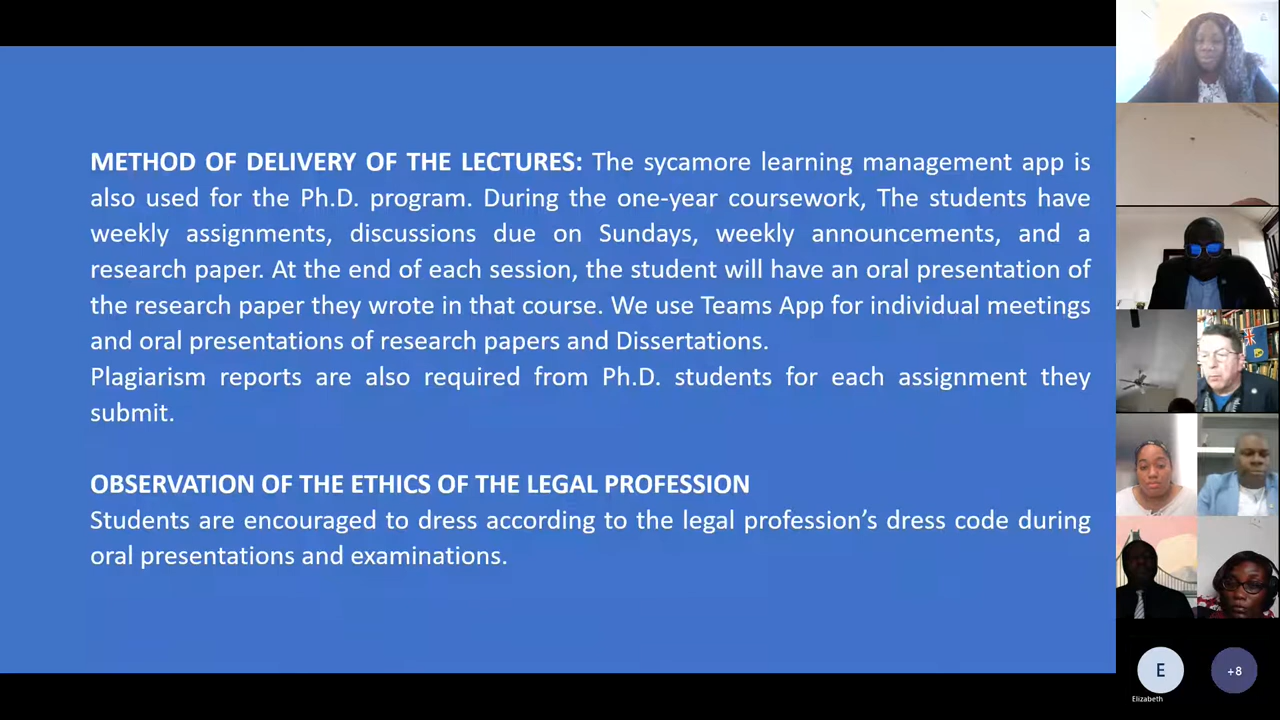 METHOD OF DELIVERY OF THE LECTURES: The sycamore learning management app is
also used for the Ph.D. program. During the one-year coursework, The students have
weekly assignments, discussions due on Sundays, weekly announcements, and a
research paper. At the end of each session, the student will have an oral presentation of
the research paper they wrote in that course. We use Teams App for individual meetings
and oral presentations of research papers and Dissertations.
Plagiarism reports are also required from Ph.D. students for each assignment they
submit.
OBSERVATION OF THE ETHICS OF THE LEGAL PROFESSION
Students are encouraged to dress according to the legal profession’s dress code during
oral presentations and examinations.
E
+8
Elizabeth